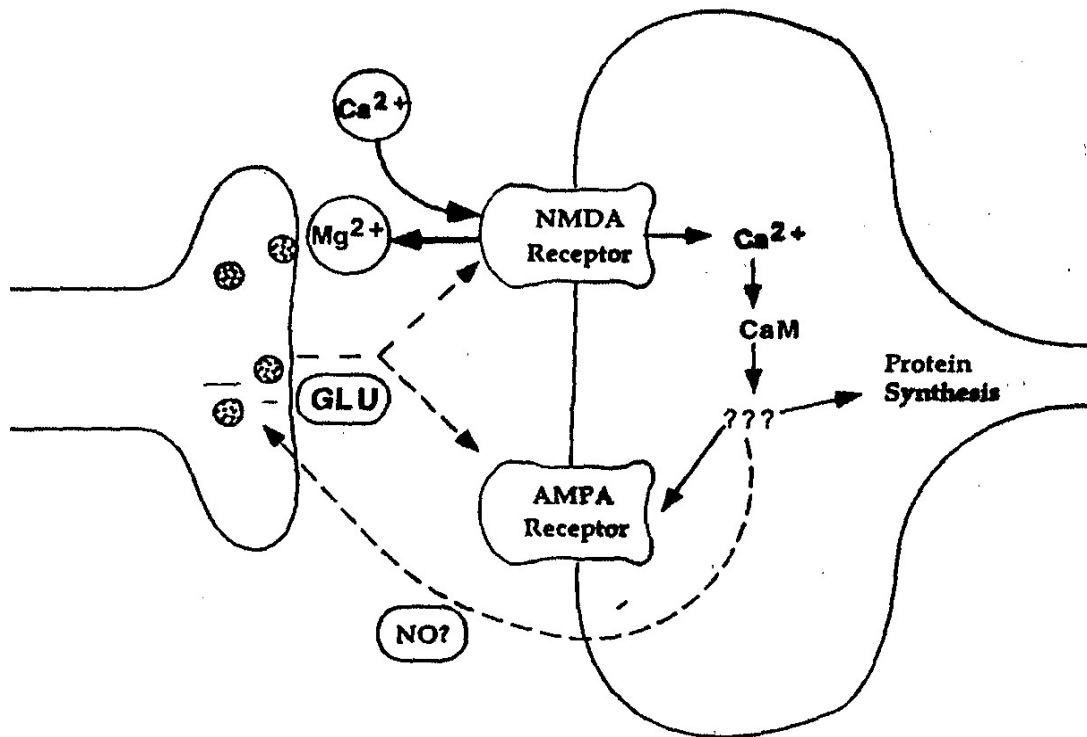 Ca²⁺
Mg²⁺
NMDA
Receptor
Ca²⁺
CaM
Protein
Synthesis
GLU
???
AMPA
Receptor
NO?